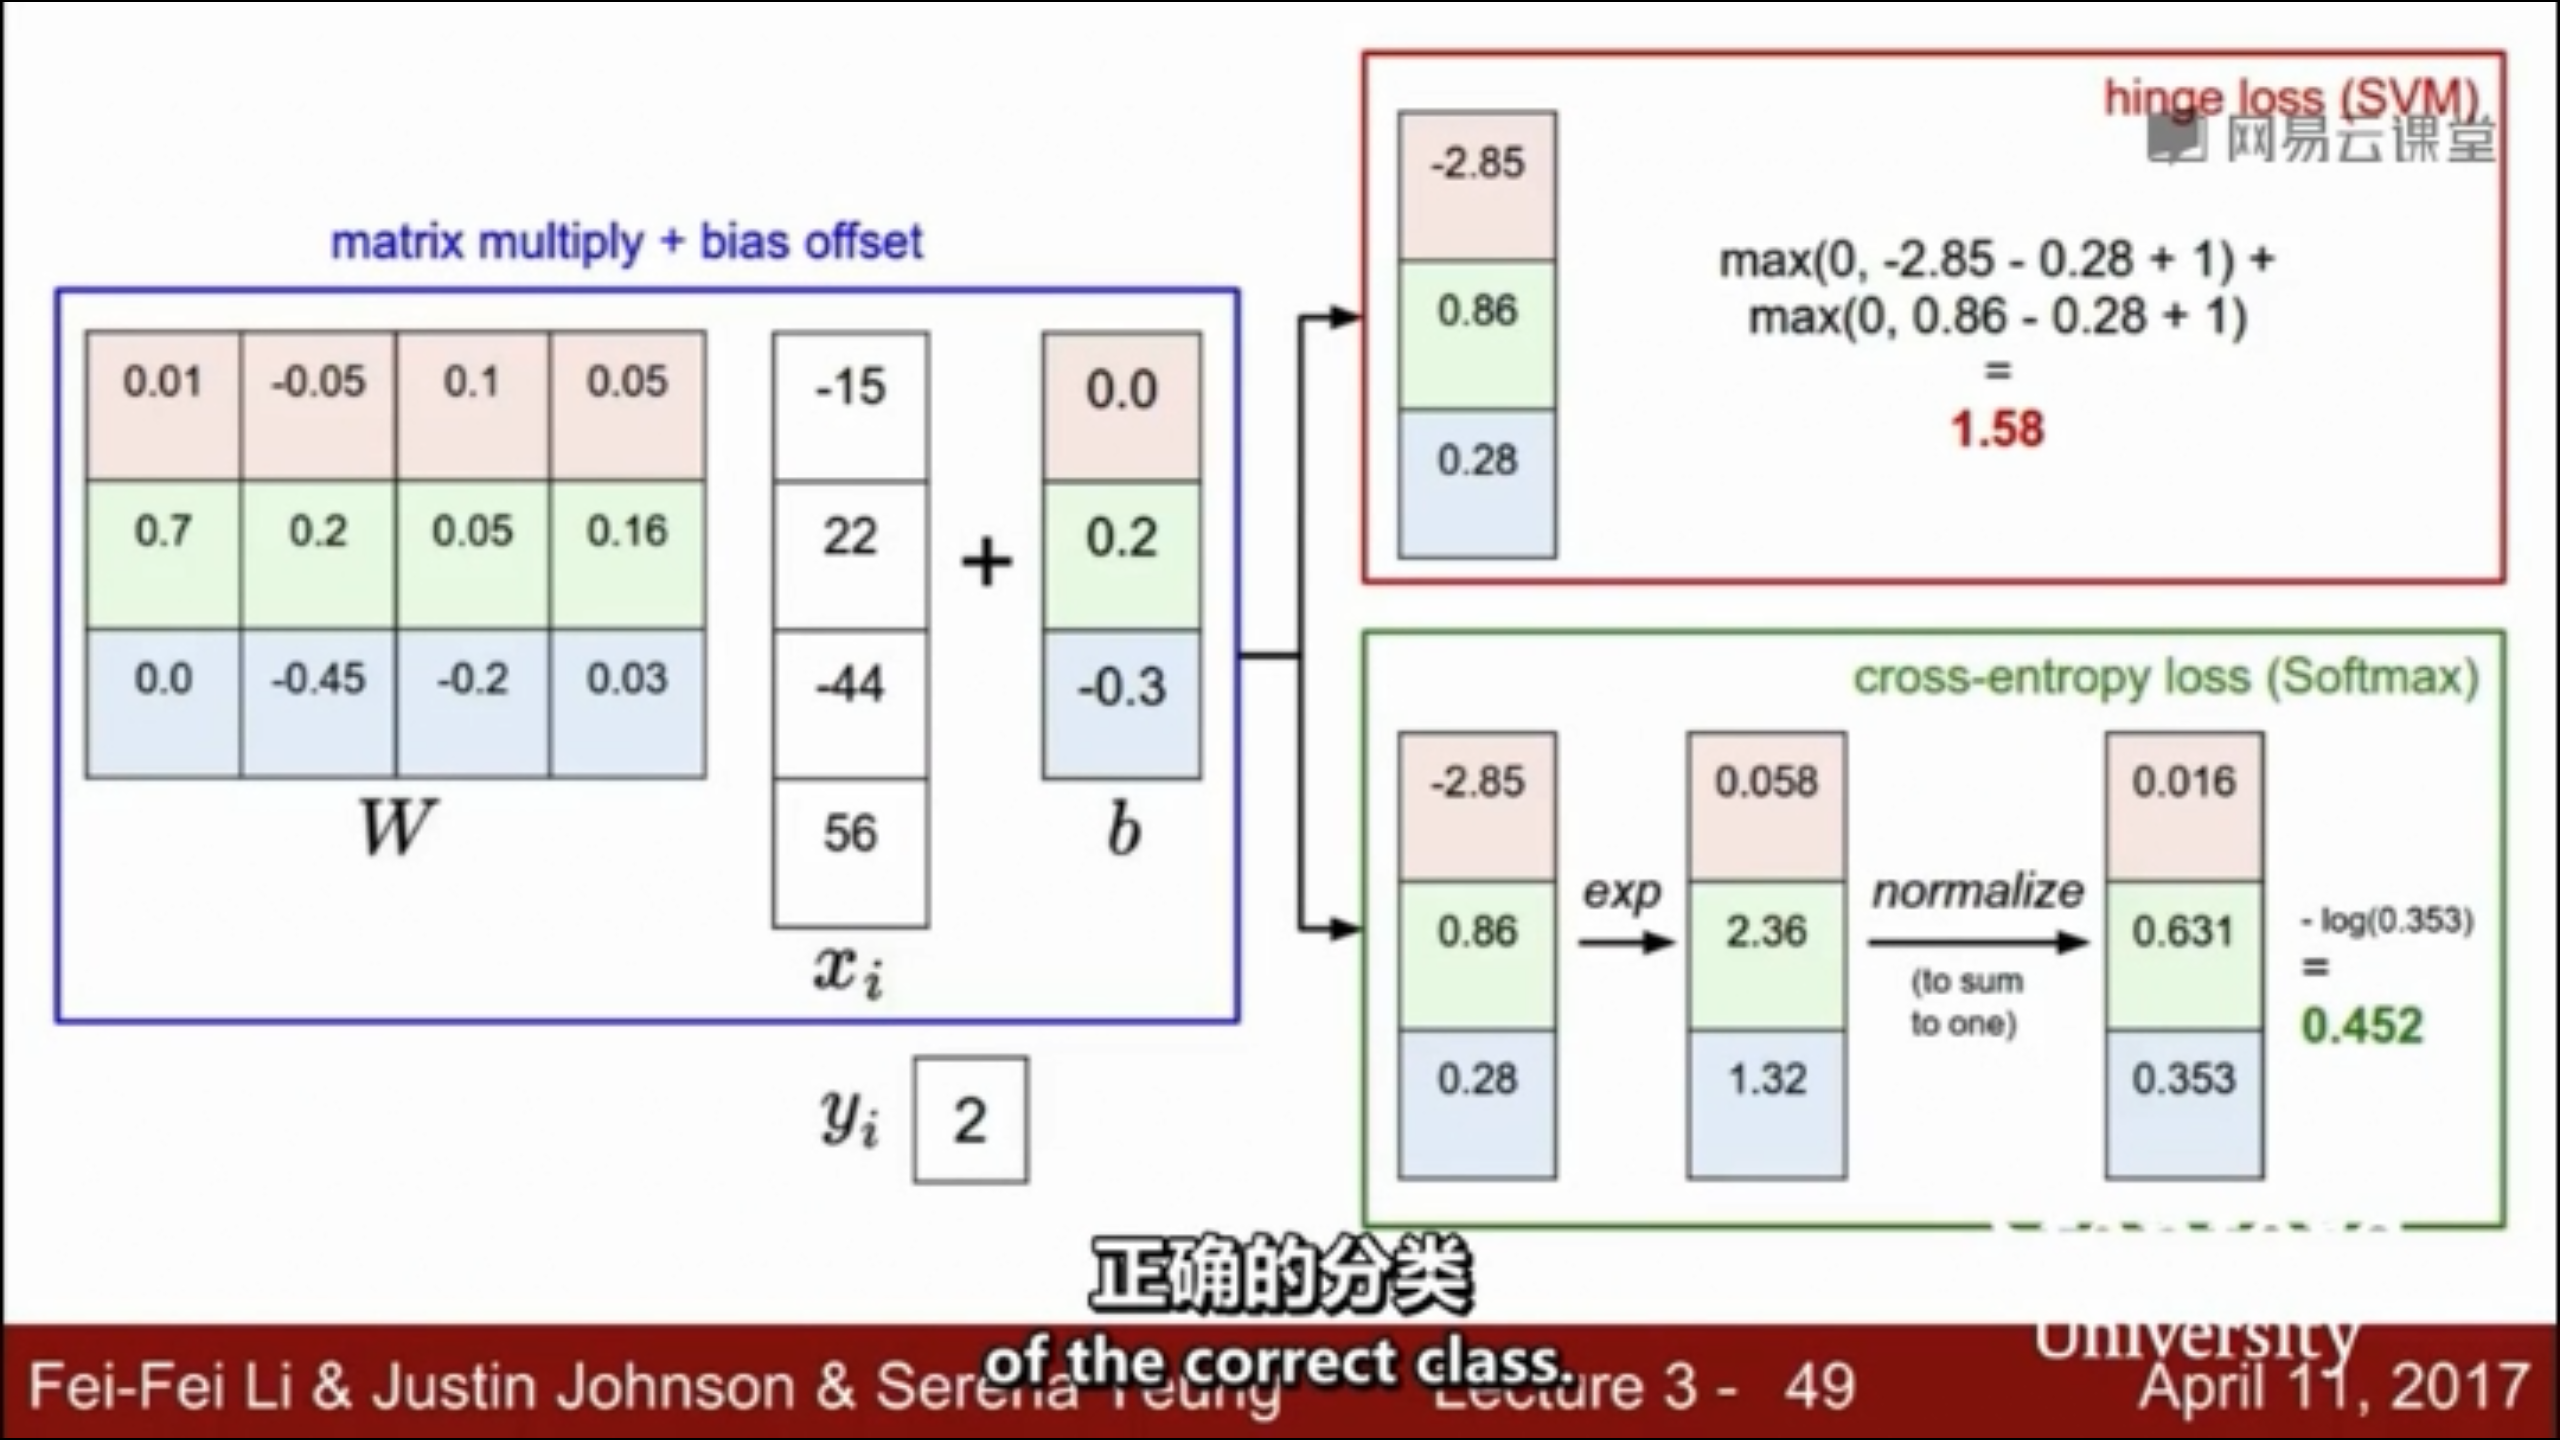 hinge loss (SVM)
网易云课堂
-2.85
0.86
0.28
max(0, -2.85 - 0.28 + 1) +
max(0, 0.86 - 0.28 + 1)
=
1.58
matrix multiply + bias offset
0.01 -0.05 0.1 0.05
0.7 0.2 0.05 0.16
0.0 -0.45 -0.2 0.03
W
-15
22
-44
56
x_i
+
0.0
0.2
-0.3
b
y_i 2
cross-entropy loss (Softmax)
-2.85
0.86
0.28
exp
0.058
2.36
1.32
normalize
(to sum
to one)
0.016
0.631
0.353
- log(0.353)
=
0.452
正确的分类
of the correct class.
Fei-Fei Li & Justin Johnson & Serena Yeung Lecture 3 - 49 April 11, 2017
University